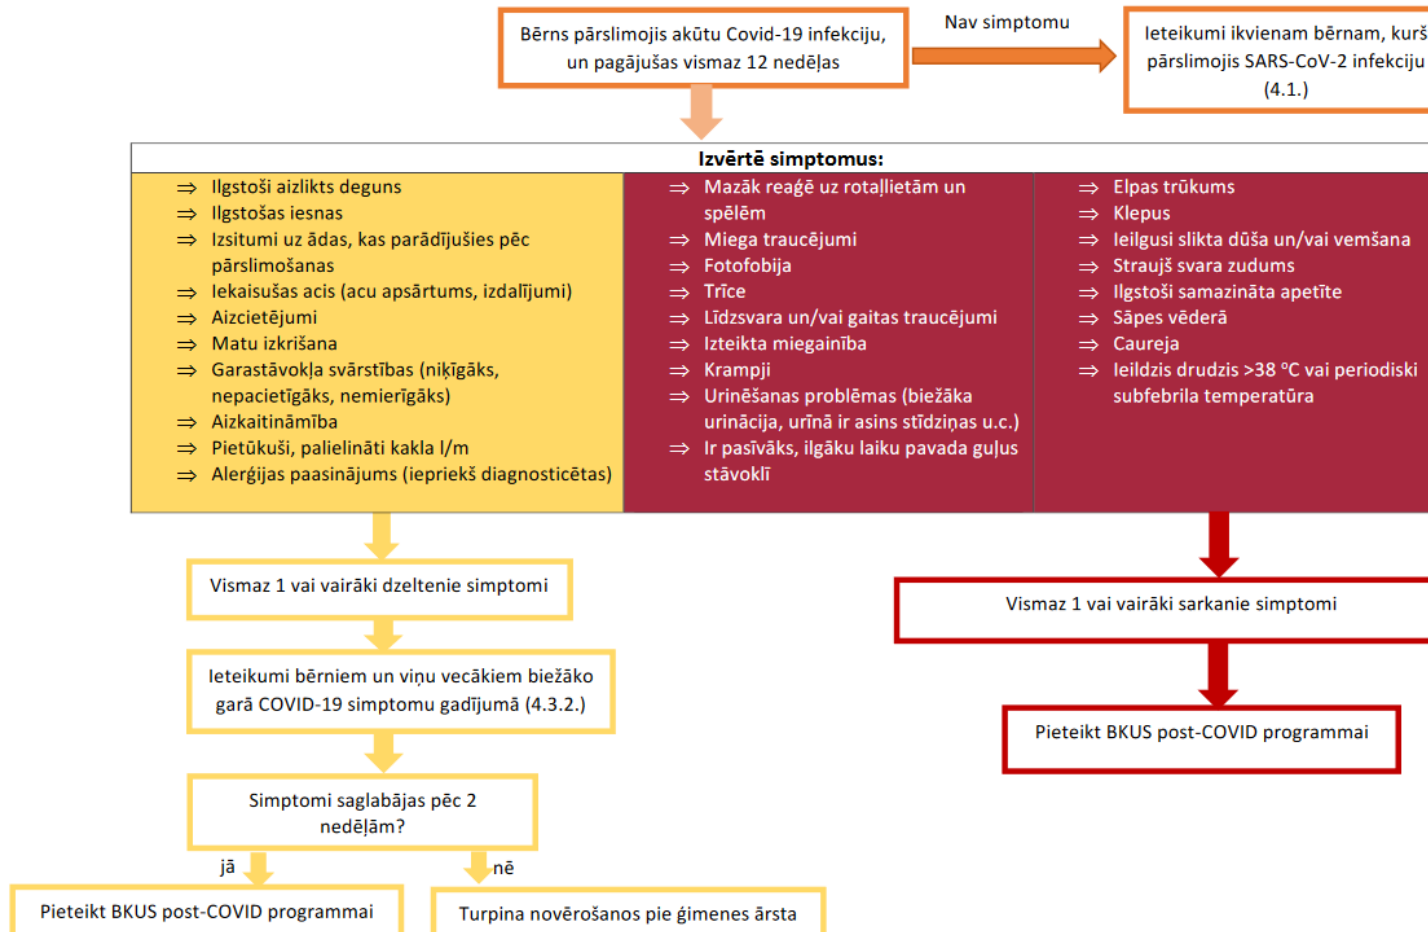 Bērns pārslimojis akūtu Covid-19 infekciju,
un pagājušas vismaz 12 nedēļas
Nav simptomu
Ieteikumi ikvienam bērnam, kurš
pārslimojis SARS-CoV-2 infekciju
(4.1.)
Izvērtē simptomus:
⇒ Ilgstoši aizlikts deguns
⇒ Ilgstošas iesnas
⇒ Izsitumi uz ādas, kas parādījušies pēc
pārslimošanas
⇒ Iekaisušas acis (acu apsārtums, izdalījumi)
⇒ Aizcietējumi
⇒ Matu izkrišana
⇒ Garastāvokļa svārstības (niķīgāks,
nepacietīgāks, nemierīgāks)
⇒ Aizkaitināmība
⇒ Pietūkuši, palielināti kakla l/m
⇒ Alerģijas paasinājums (iepriekš diagnosticētas)
⇒ Mazāk reaģē uz rotaļlietām un
spēlēm
⇒ Miega traucējumi
⇒ Fotofobija
⇒ Trīce
⇒ Līdzsvara un/vai gaitas traucējumi
⇒ Izteikta miegainība
⇒ Krampji
⇒ Urinēšanas problēmas (biežāka
urinācija, urīnā ir asins stīdziņas u.c.)
⇒ Ir pasīvāks, ilgāku laiku pavada guļus
stāvoklī
⇒ Elpas trūkums
⇒ Klepus
⇒ Ieilgusi slikta dūša un/vai vemšana
⇒ Straujš svara zudums
⇒ Ilgstoši samazināta apetīte
⇒ Sāpes vēderā
⇒ Caureja
⇒ Ieildzis drudzis >38 °C vai periodiski
subfebrila temperatūra
Vismaz 1 vai vairāki dzeltenie simptomi
Ieteikumi bērniem un viņu vecākiem biežāko
garā COVID-19 simptomu gadījumā (4.3.2.)
Simptomi saglabājas pēc 2
nedēļām?
jā
nē
Pieteikt BKUS post-COVID programmai
Turpina novērošanos pie ģimenes ārsta
Vismaz 1 vai vairāki sarkanie simptomi
Pieteikt BKUS post-COVID programmai